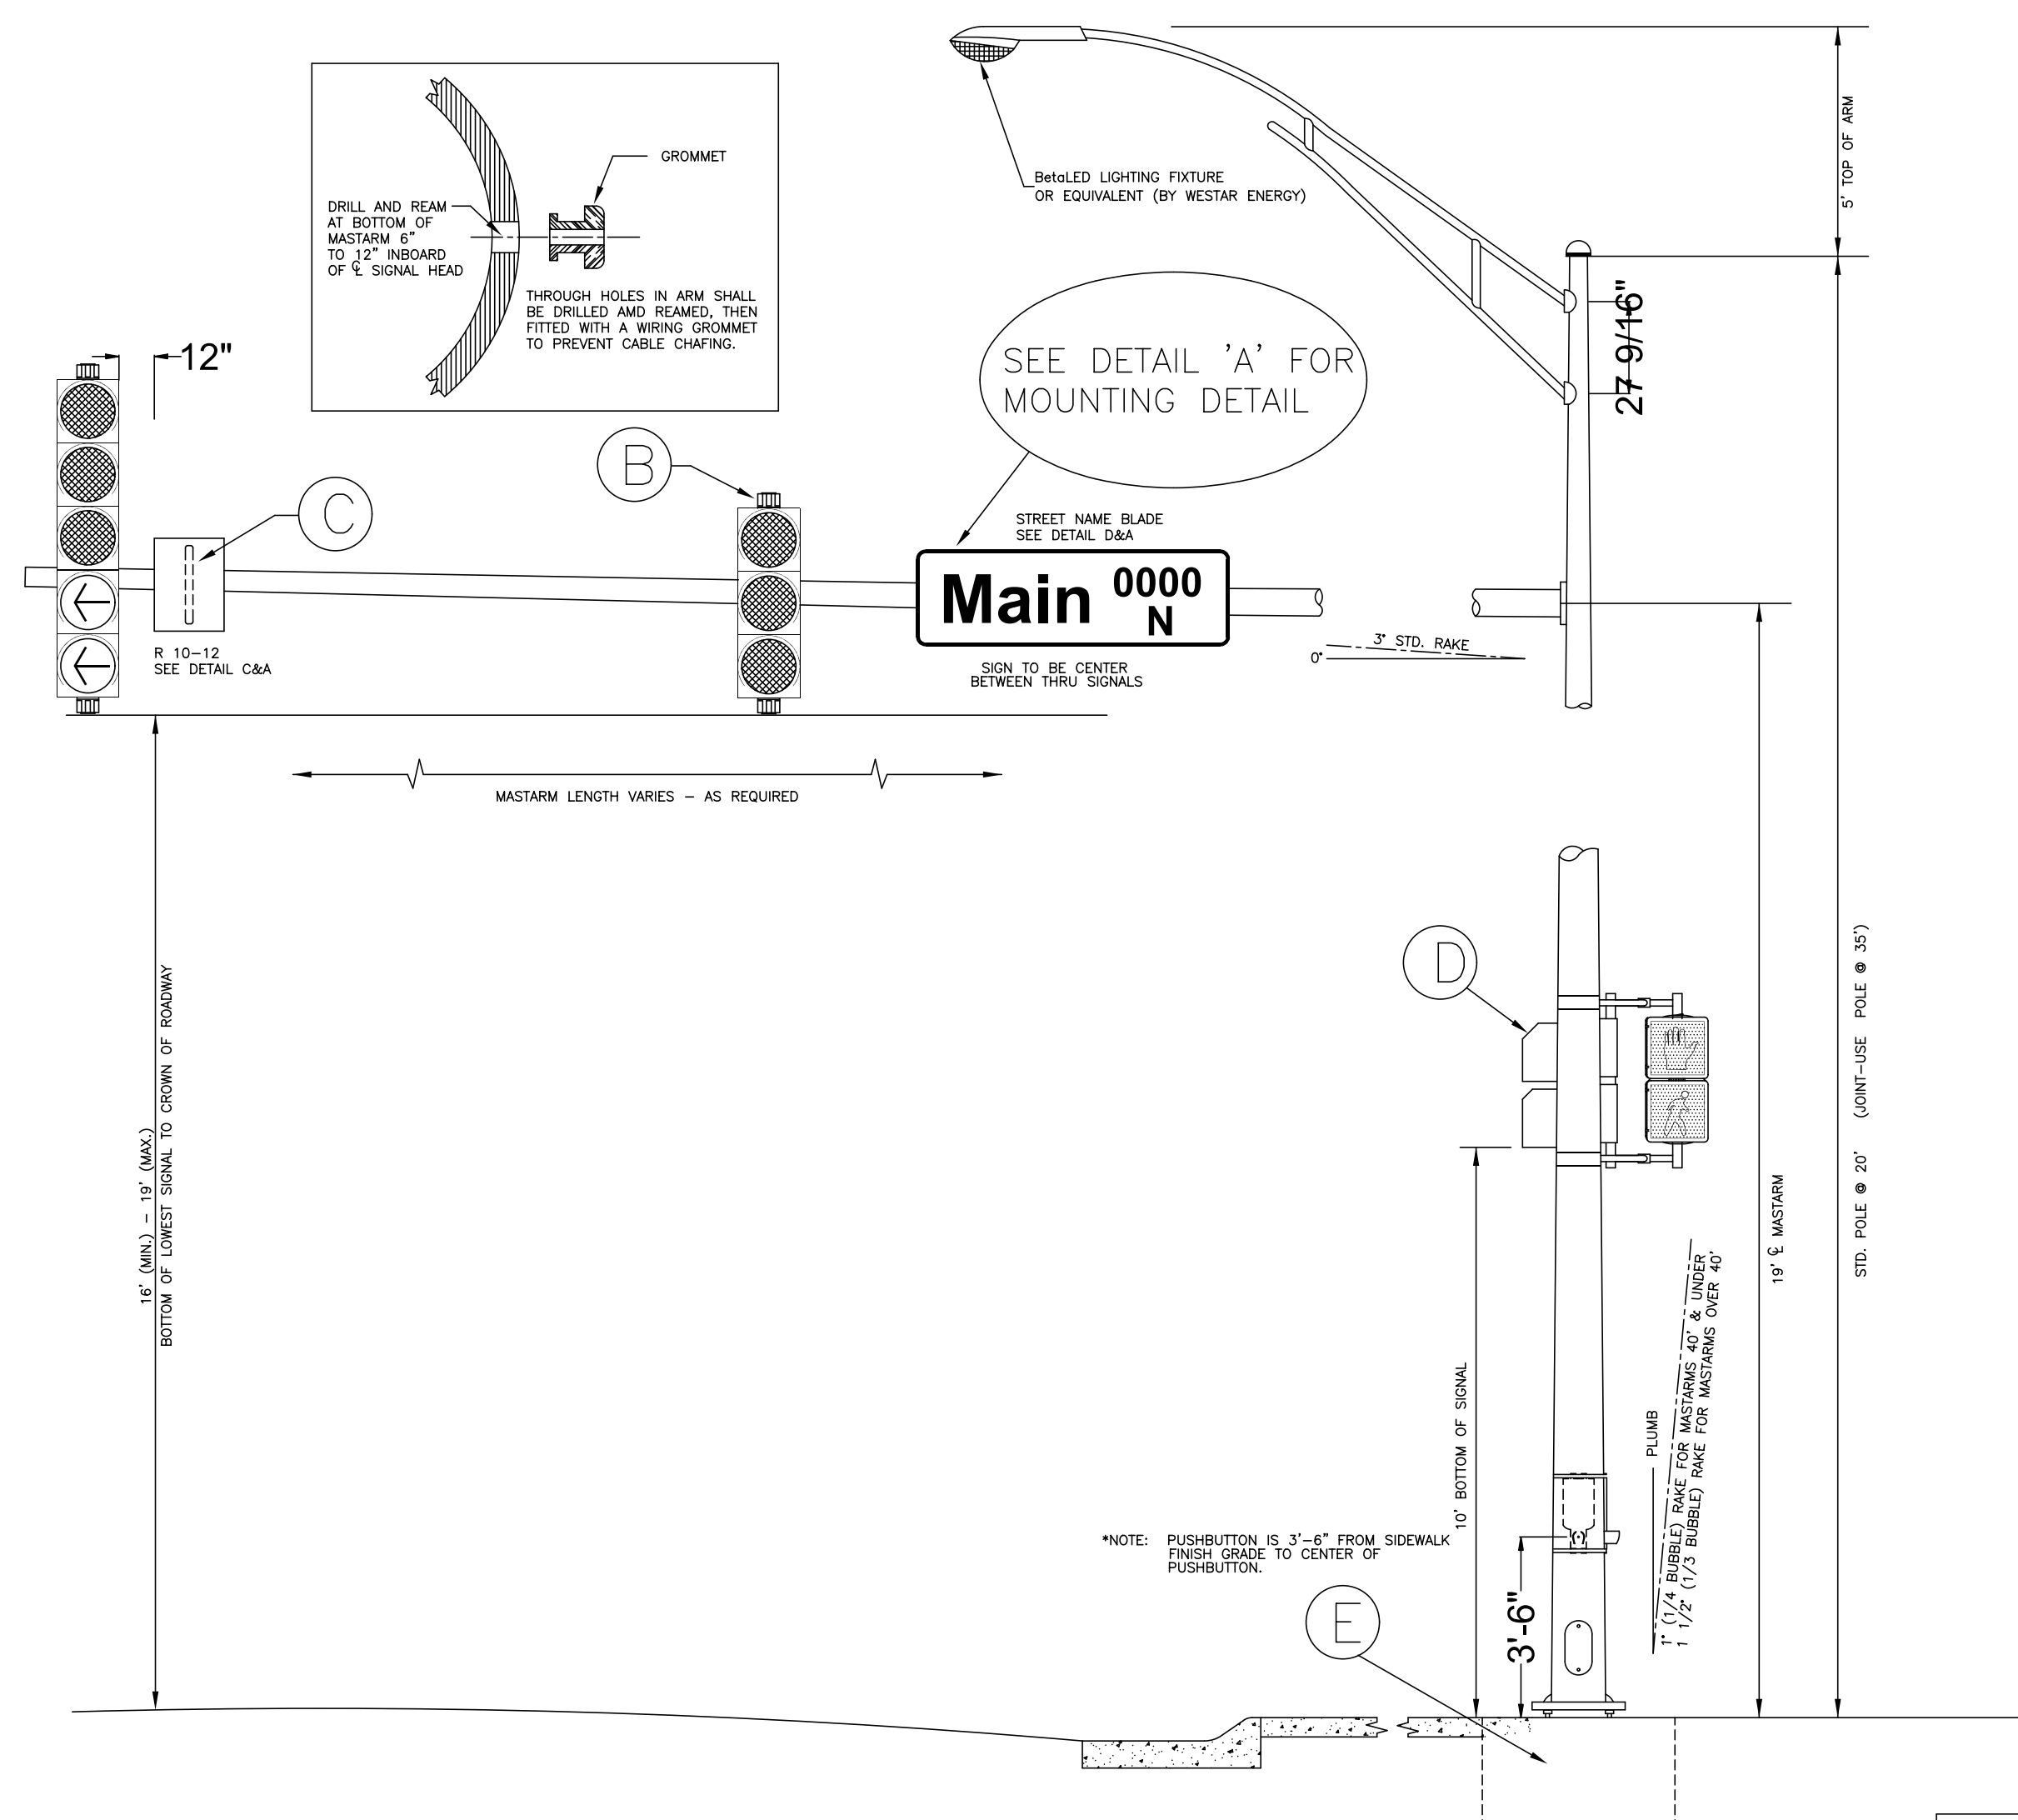 5' TOP OF ARM
GROMMET
DRILL AND REAM
AT BOTTOM OF
MASTARM 6"
TO 12" INBOARD
OF ℄ SIGNAL HEAD
THROUGH HOLES IN ARM SHALL
BE DRILLED AMD REAMED, THEN
FITTED WITH A WIRING GROMMET
TO PREVENT CABLE CHAFING.
BetaLED LIGHTING FIXTURE
OR EQUIVALENT (BY WESTAR ENERGY)
27 9/16"
12"
SEE DETAIL 'A' FOR
MOUNTING DETAIL
B
C
STREET NAME BLADE
SEE DETAIL D&A
Main 0000
N
R 10-12
SEE DETAIL C&A
SIGN TO BE CENTER
BETWEEN THRU SIGNALS
3° STD. RAKE
0°
MASTARM LENGTH VARIES - AS REQUIRED
16' (MIN.) - 19' (MAX.)
BOTTOM OF LOWEST SIGNAL TO CROWN OF ROADWAY
D
STD. POLE @ 20' (JOINT-USE POLE @ 35')
19' ℄ MASTARM
10' BOTTOM OF SIGNAL
PLUMB
1° (1/4 BUBBLE) RAKE FOR MASTARMS 40' & UNDER
1 1/2° (1/3 BUBBLE) RAKE FOR MASTARMS OVER 40'
*NOTE: PUSHBUTTON IS 3'-6" FROM SIDEWALK
FINISH GRADE TO CENTER OF
PUSHBUTTON.
3'-6"
E